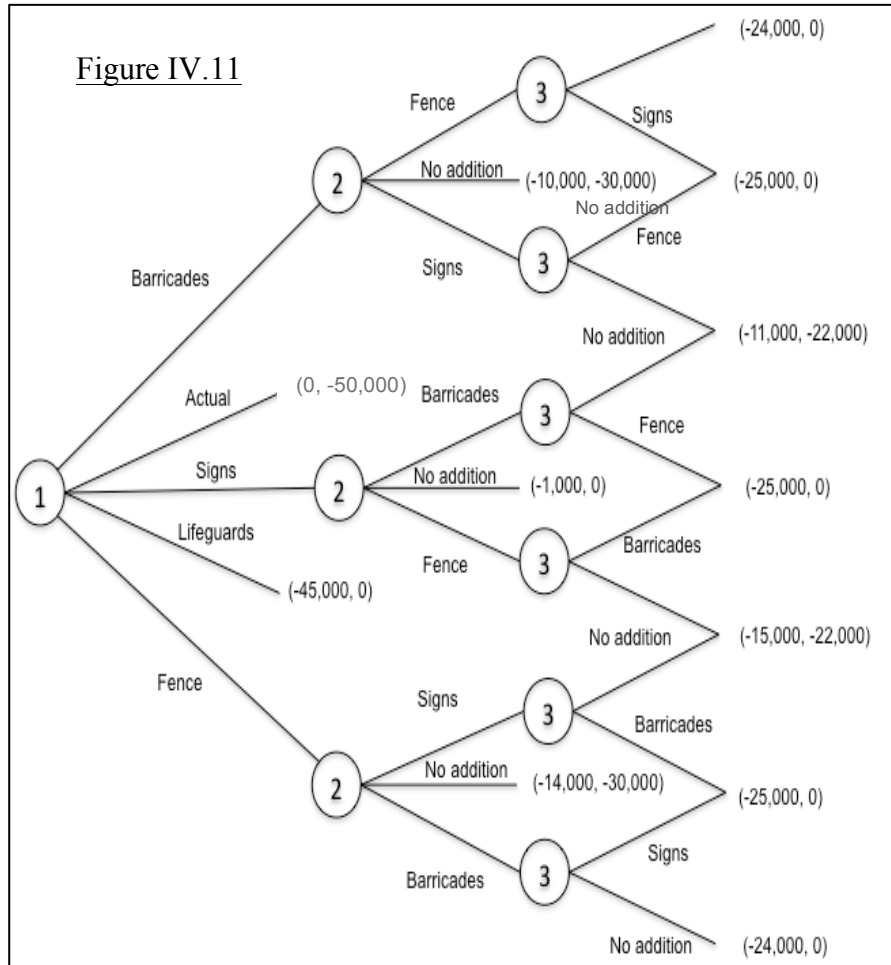 (-24,000, 0)
Figure IV.11
3
Fence
Signs
No addition
(-10,000, -30,000)
(-25,000, 0)
2
No addition
Fence
Signs
3
Barricades
No addition
(-11,000, -22,000)
Actual
(0, -50,000)
Barricades
3
Fence
Signs
No addition
(-1,000, 0)
(-25,000, 0)
1
2
Lifeguards
Barricades
Fence
3
(-45,000, 0)
No addition
(-15,000, -22,000)
Fence
Signs
3
Barricades
No addition
(-14,000, -30,000)
(-25,000, 0)
2
Signs
Barricades
3
No addition
(-24,000, 0)